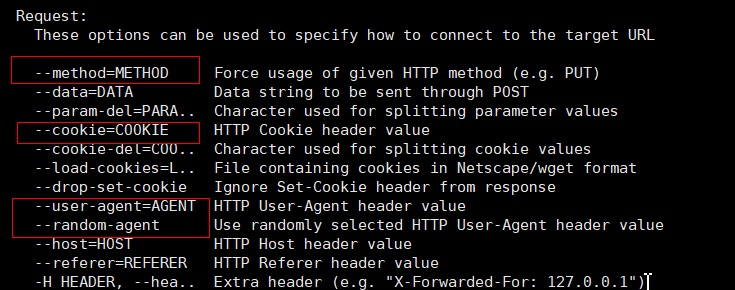 Request:
These options can be used to specify how to connect to the target URL
--method=METHOD Force usage of given HTTP method (e.g. PUT)
--data=DATA Data string to be sent through POST
--param-del=PARA.. Character used for splitting parameter values
--cookie=COOKIE HTTP Cookie header value
--cookie-del=COO.. Character used for splitting cookie values
--load-cookies=L.. File containing cookies in Netscape/wget format
--drop-set-cookie Ignore Set-Cookie header from response
--user-agent=AGENT HTTP User-Agent header value
--random-agent Use randomly selected HTTP User-Agent header value
--host=HOST HTTP Host header value
--referer=REFERER HTTP Referer header value
-H HEADER, --hea.. Extra header (e.g. "X-Forwarded-For: 127.0.0.1")